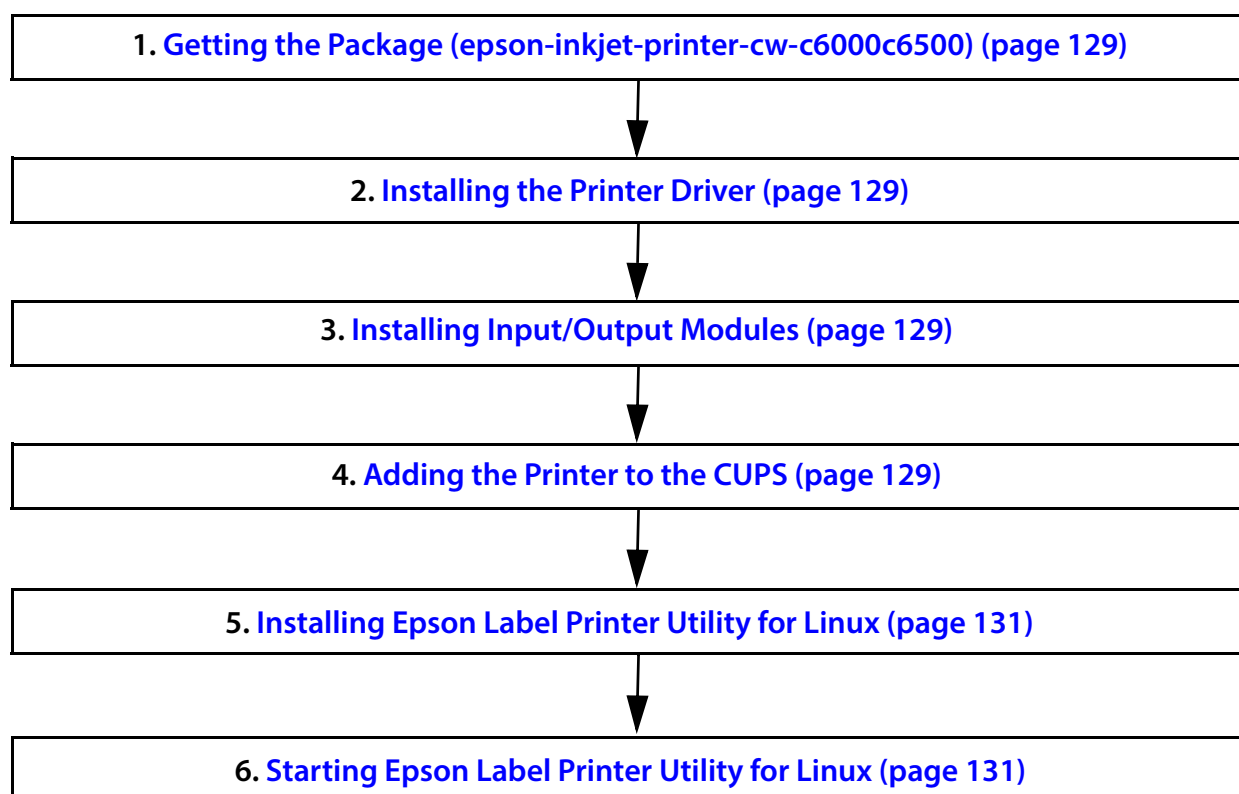 1. Getting the Package (epson-inkjet-printer-cw-c6000c6500) (page 129)
2. Installing the Printer Driver (page 129)
3. Installing Input/Output Modules (page 129)
4. Adding the Printer to the CUPS (page 129)
5. Installing Epson Label Printer Utility for Linux (page 131)
6. Starting Epson Label Printer Utility for Linux (page 131)